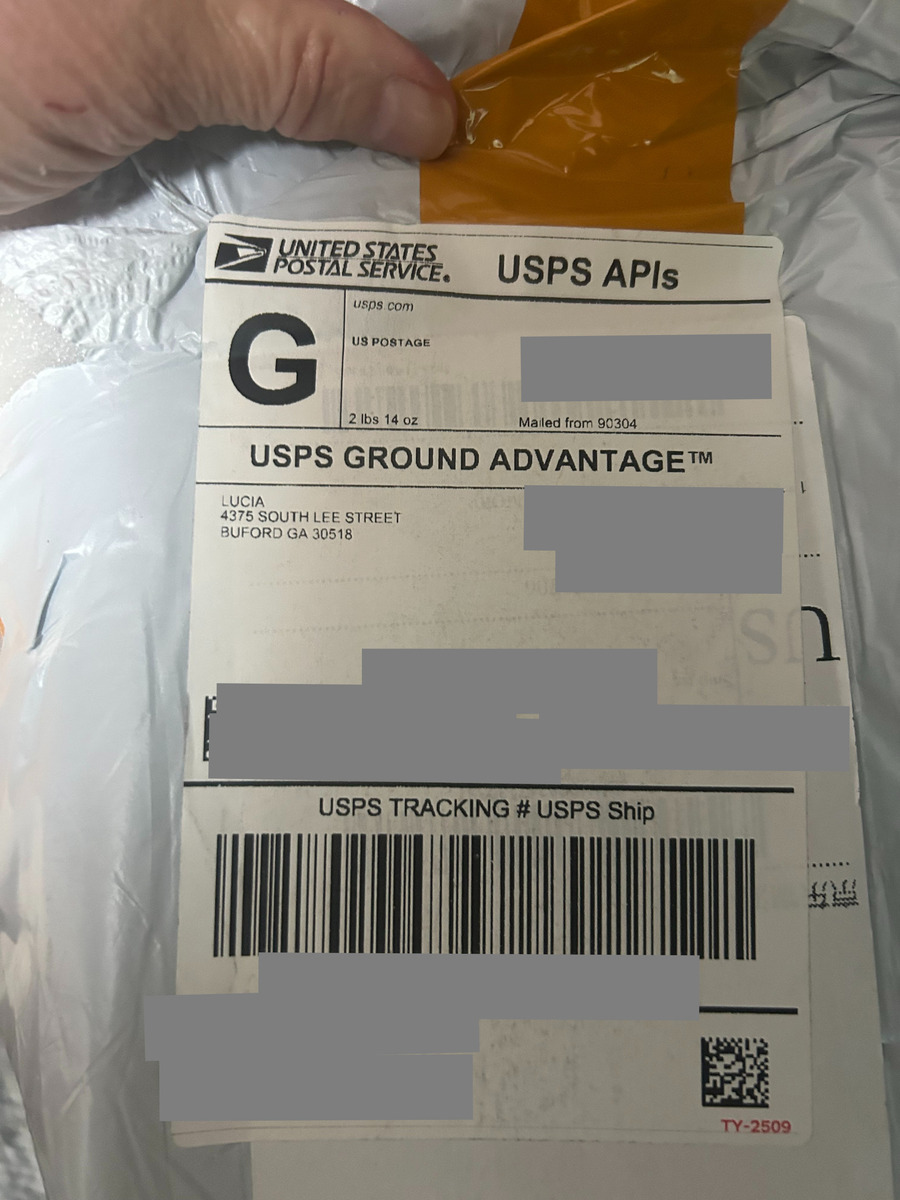 UNITED STATES
POSTAL SERVICE.
USPS APIs
G
usps.com
US POSTAGE
2 lbs 14 oz
Mailed from 90304
USPS GROUND ADVANTAGE™
LUCIA
4375 SOUTH LEE STREET
BUFORD GA 30518
USPS TRACKING # USPS Ship
TY-2509